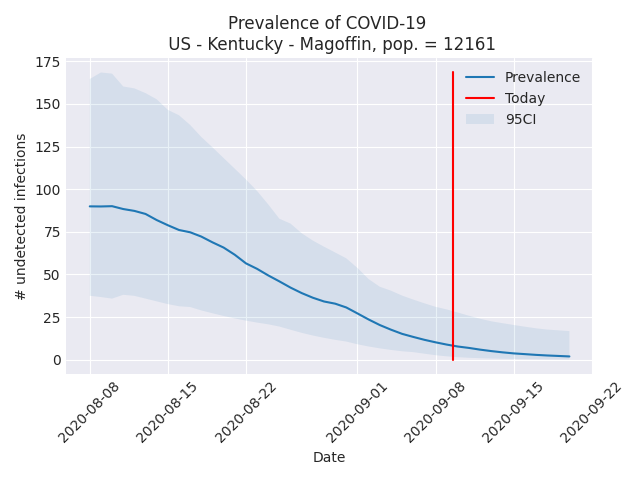 Prevalence of COVID-19
US - Kentucky - Magoffin, pop. = 12161
# undetected infections
175
150
125
100
75
50
25
0
Prevalence
Today
95CI
2020-08-08
2020-08-15
2020-08-22
2020-09-01
2020-09-08
2020-09-15
2020-09-22
Date